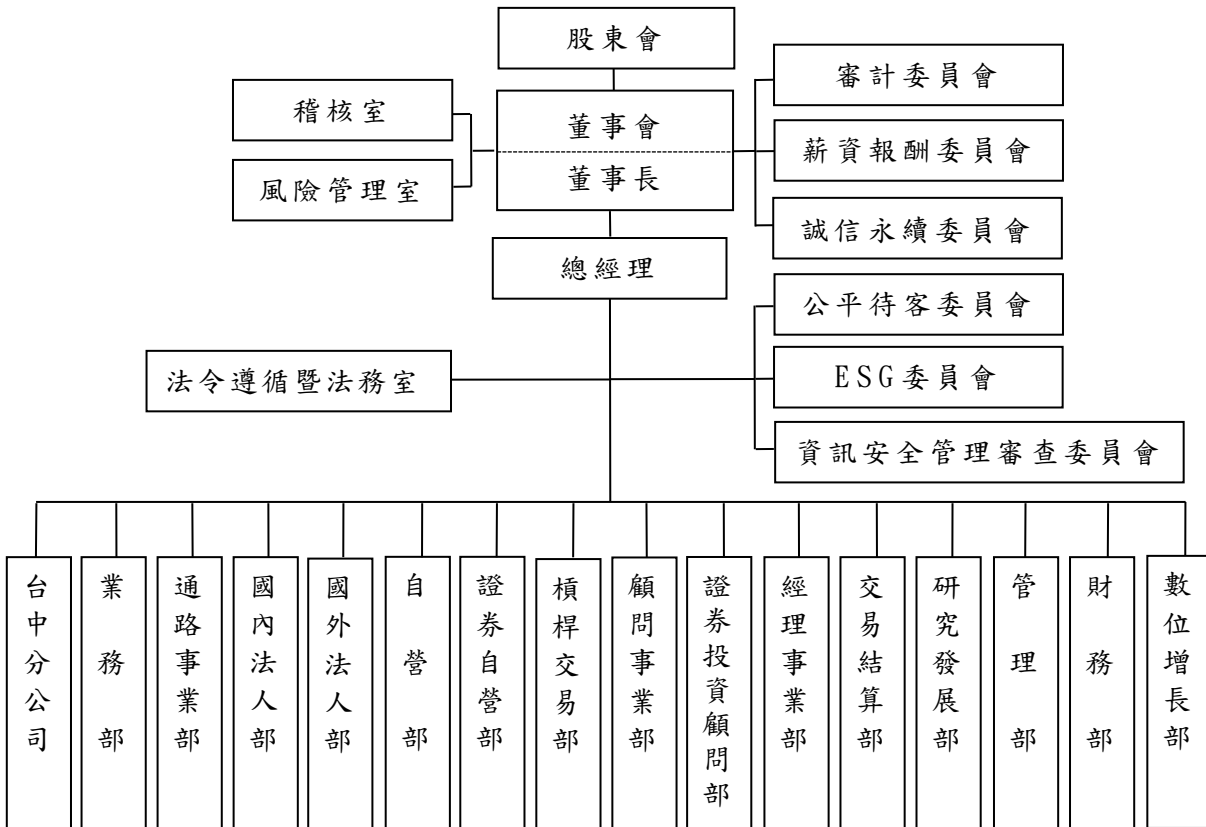 股東會
稽核室
風險管理室
董事會
董事長
審計委員會
薪資報酬委員會
誠信永續委員會
總經理
公平待客委員會
ESG委員會
資訊安全管理審查委員會
法令遵循暨法務室
台中分公司
業務部
通路事業部
國內法人部
國外法人部
自營部
證券自營部
槓桿交易部
顧問事業部
證券投資顧問部
經理事業部
交易結算部
研究發展部
管理部
財務部
數位增長部